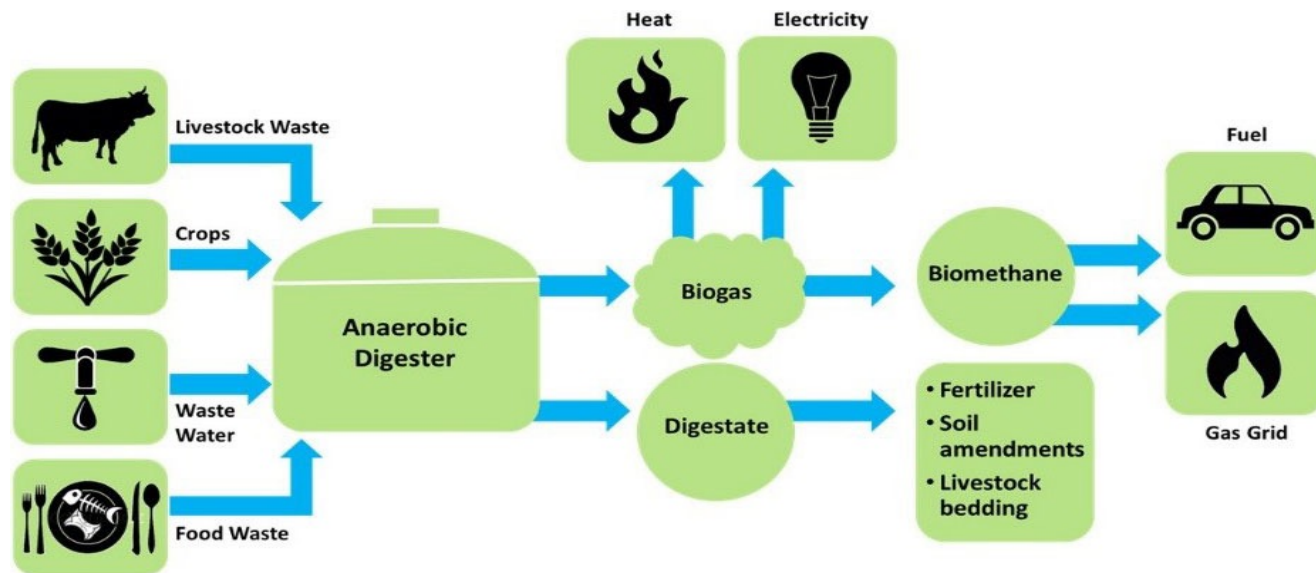 Heat
Electricity
Livestock Waste
Crops
Waste
Water
Food Waste
Anaerobic
Digester
Biogas
Digestate
Biomethane
• Fertilizer
• Soil
amendments
• Livestock
bedding
Fuel
Gas Grid